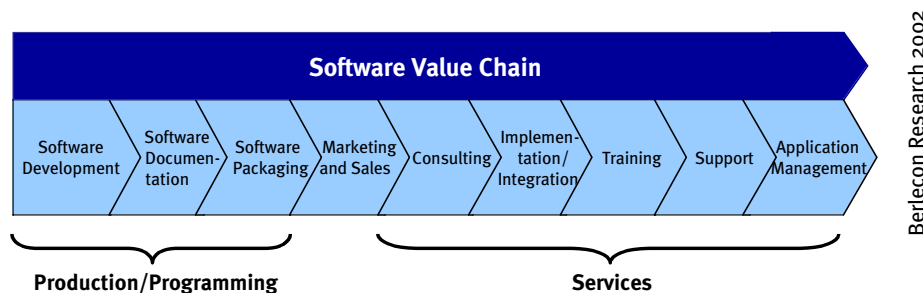 Software Value Chain
Software
Development
Software
Documen-
tation
Software
Packaging
Marketing
and Sales
Consulting
Implemen-
tation/
Integration
Training
Support
Application
Management
Production/Programming
Services
Berlecon Research 2002